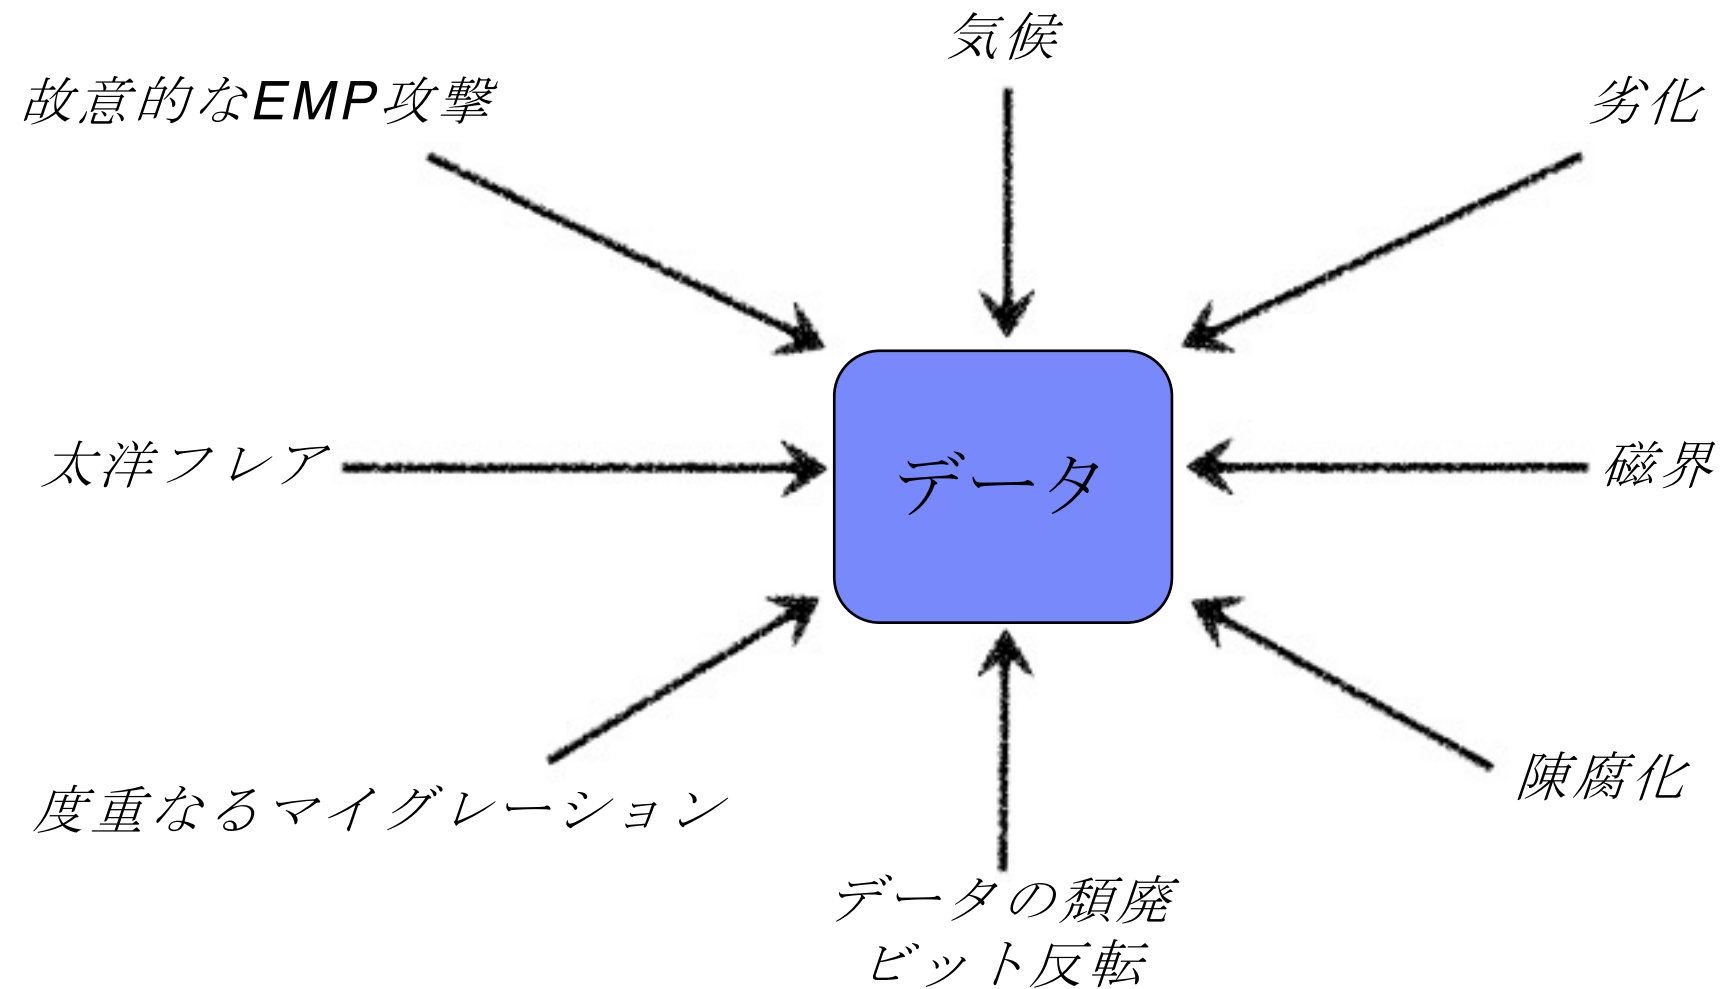 気候
故意的なEMP攻撃
劣化
太洋フレア
データ
磁界
度重なるマイグレーション
陳腐化
データの頽廃
ビット反転